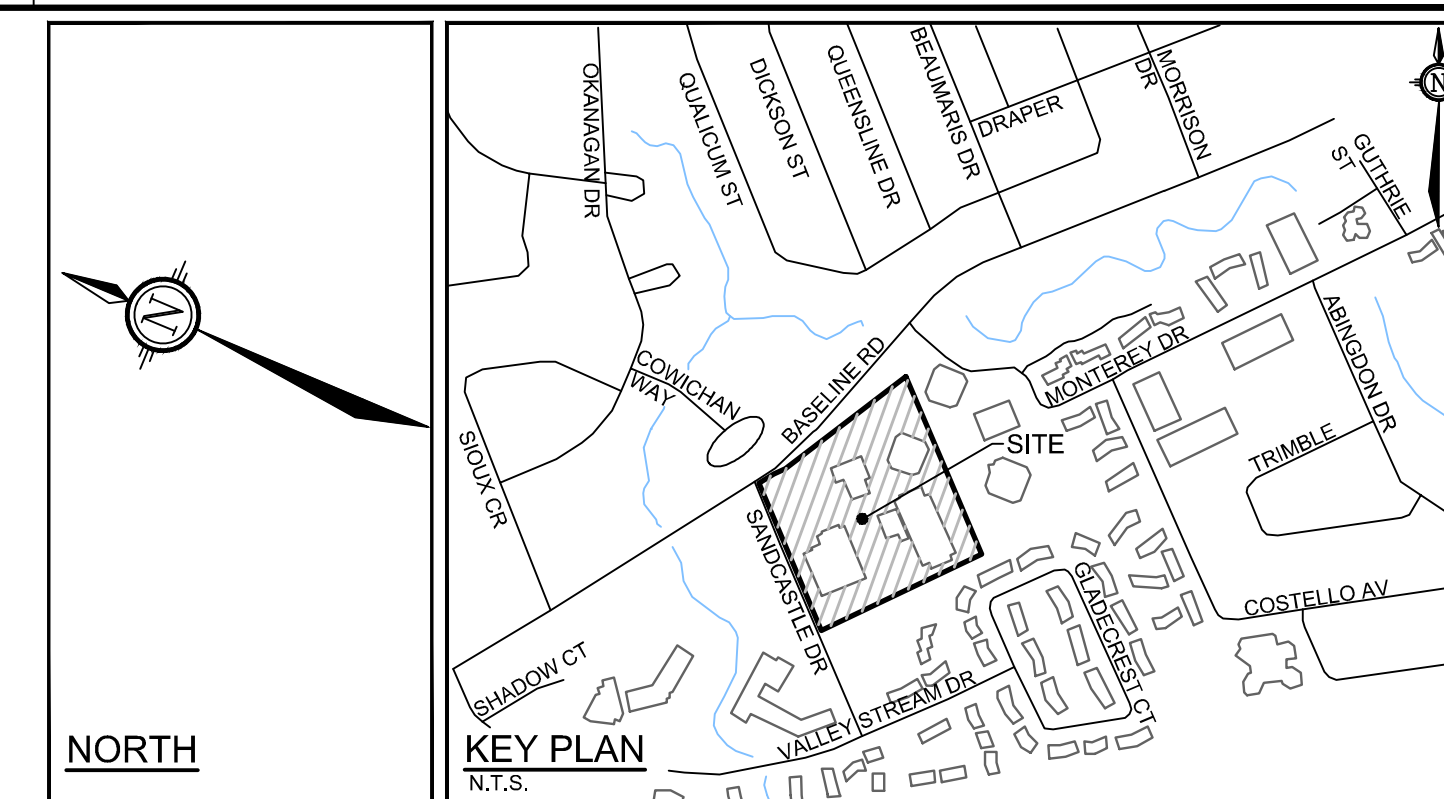 N
NORTH
OKANAGAN DR
QUALICUM ST
DICKSON ST
QUEENSLINE DR
BEAUMARIS DR
DRAPER
MORRISON
DR
GUTHRIE
ST
N
COWICHAN
WAY
BASELINE RD
MONTEREY DR
ABINGDON DR
SIOUX CR
SITE
TRIMBLE
SANDCASTLE DR
GLADECREST CT
COSTELLO AV
SHADOW CT
VALLEY STREAM DR
KEY PLAN
N.T.S.